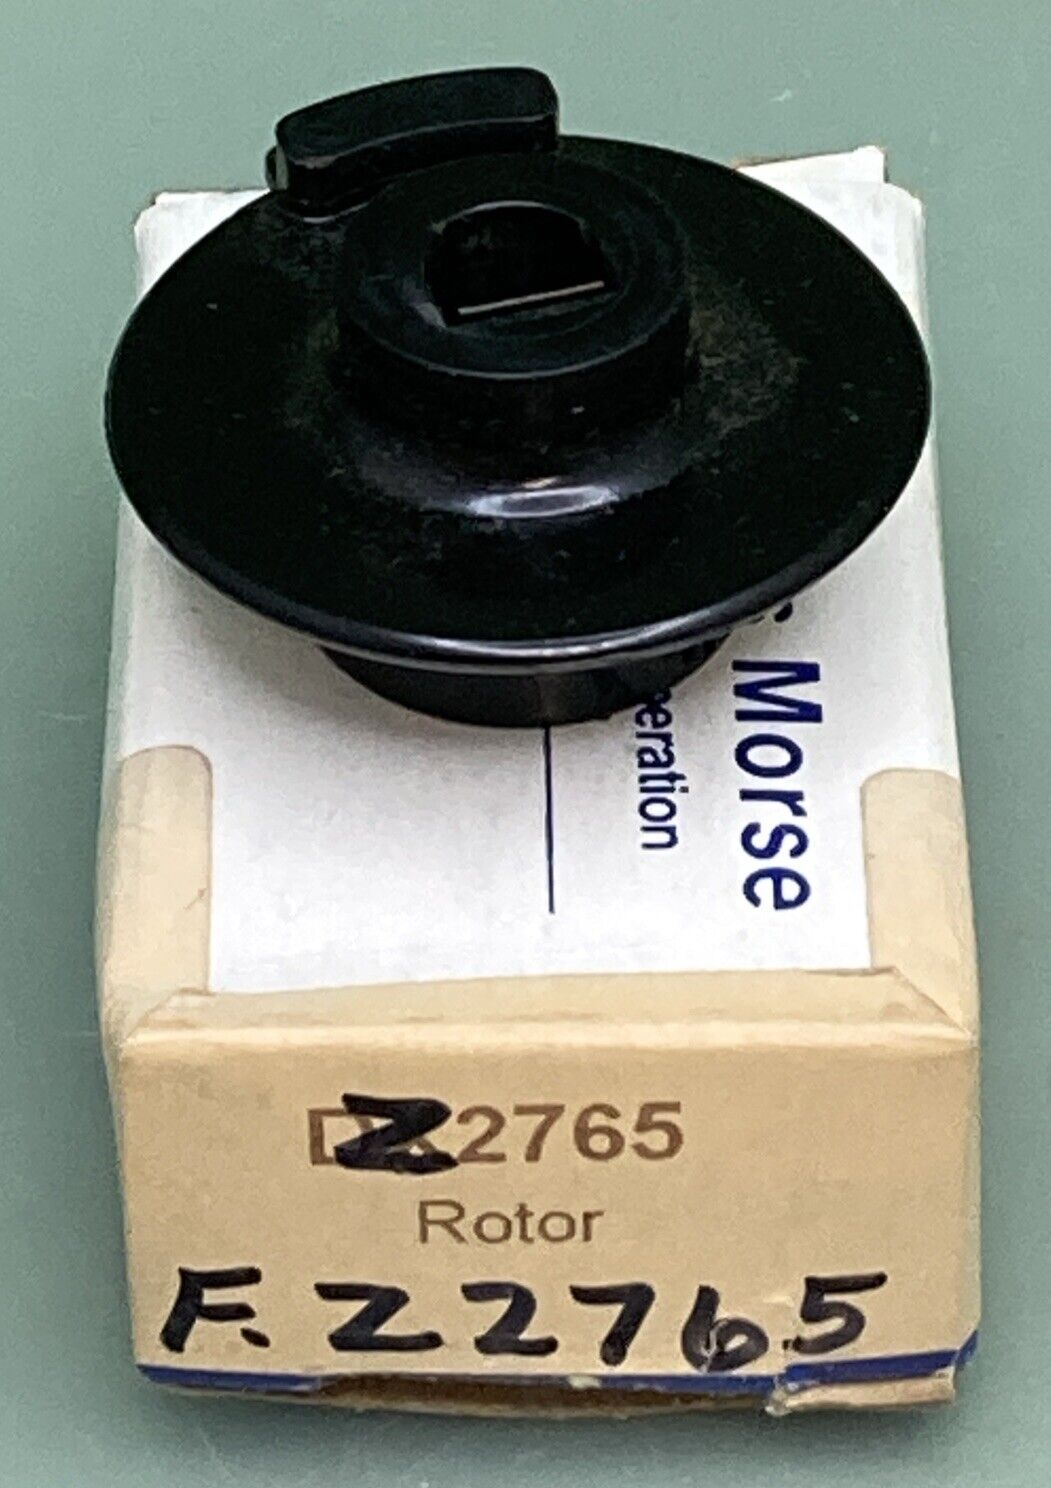 Morse
eration
2765
Rotor
F. Z2765